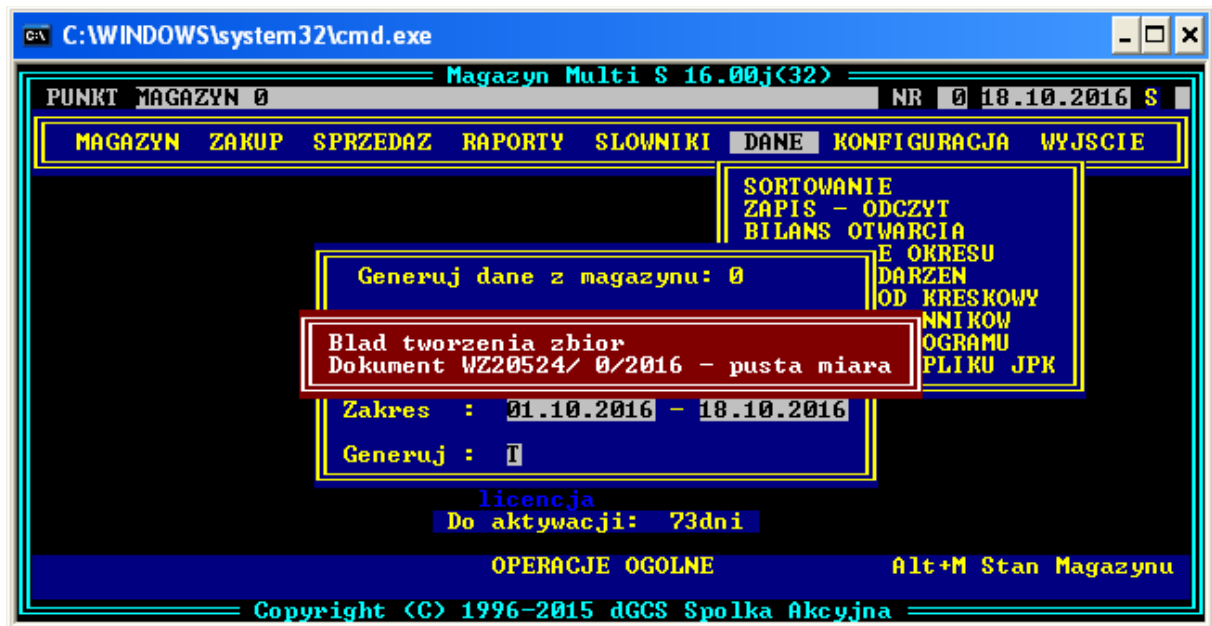 C:\WINDOWS\system32\cmd.exe
Magazyn Multi S 16.00j(32)
PUNKT MAGAZYN 0 NR 0 18.10.2016 S
MAGAZYN ZAKUP SPRZEDAZ RAPORTY SLOWNIKI DANE KONFIGURACJA WYJSCIE
SORTOWANIE
ZAPIS - ODCZYT
BILANS OTWARCIA
E OKRESU
Generuj dane z magazynu: 0
DARZEN
OD KRESKOWY
NNIKOW
Blad tworzenia zbior
OGRAMU
Dokument WZ20524/ 0/2016 - pusta miara
PLIKU JPK
Zakres : 01.10.2016 - 18.10.2016
Generuj : T
licencja
Do aktywacji: 73dni
OPERACJE OGOLNE Alt+M Stan Magazynu
Copyright (C) 1996-2015 dGCS Spolka Akcyjna